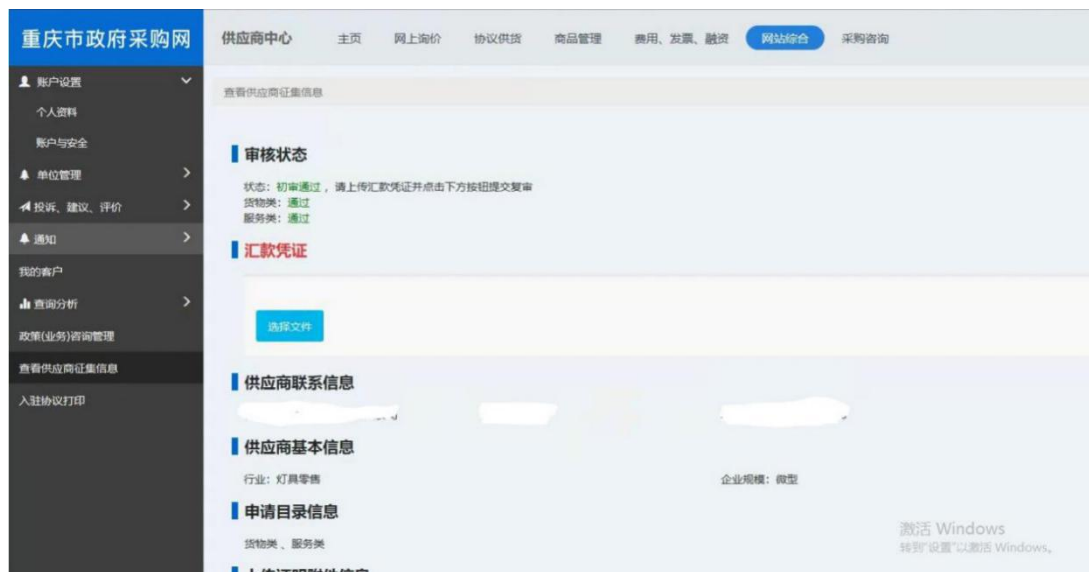 重庆市政府采购网
供应商中心 主页 网上询价 协议供货 商品管理 费用、发票、融资 网站综合 采购咨询
账户设置
个人资料
账户与安全
单位管理
投诉、建议、评价
通知
我的客户
查询分析
政策(业务)咨询管理
查看供应商征集信息
入驻协议打印
查看供应商征集信息
审核状态
状态：初审通过，请上传汇款凭证并点击下方按钮提交复审
货物类：通过
服务类：通过
汇款凭证
选择文件
供应商联系信息
供应商基本信息
行业：灯具零售 企业规模：微型
申请目录信息
货物类、服务类
激活 Windows
转到"设置"以激活 Windows。